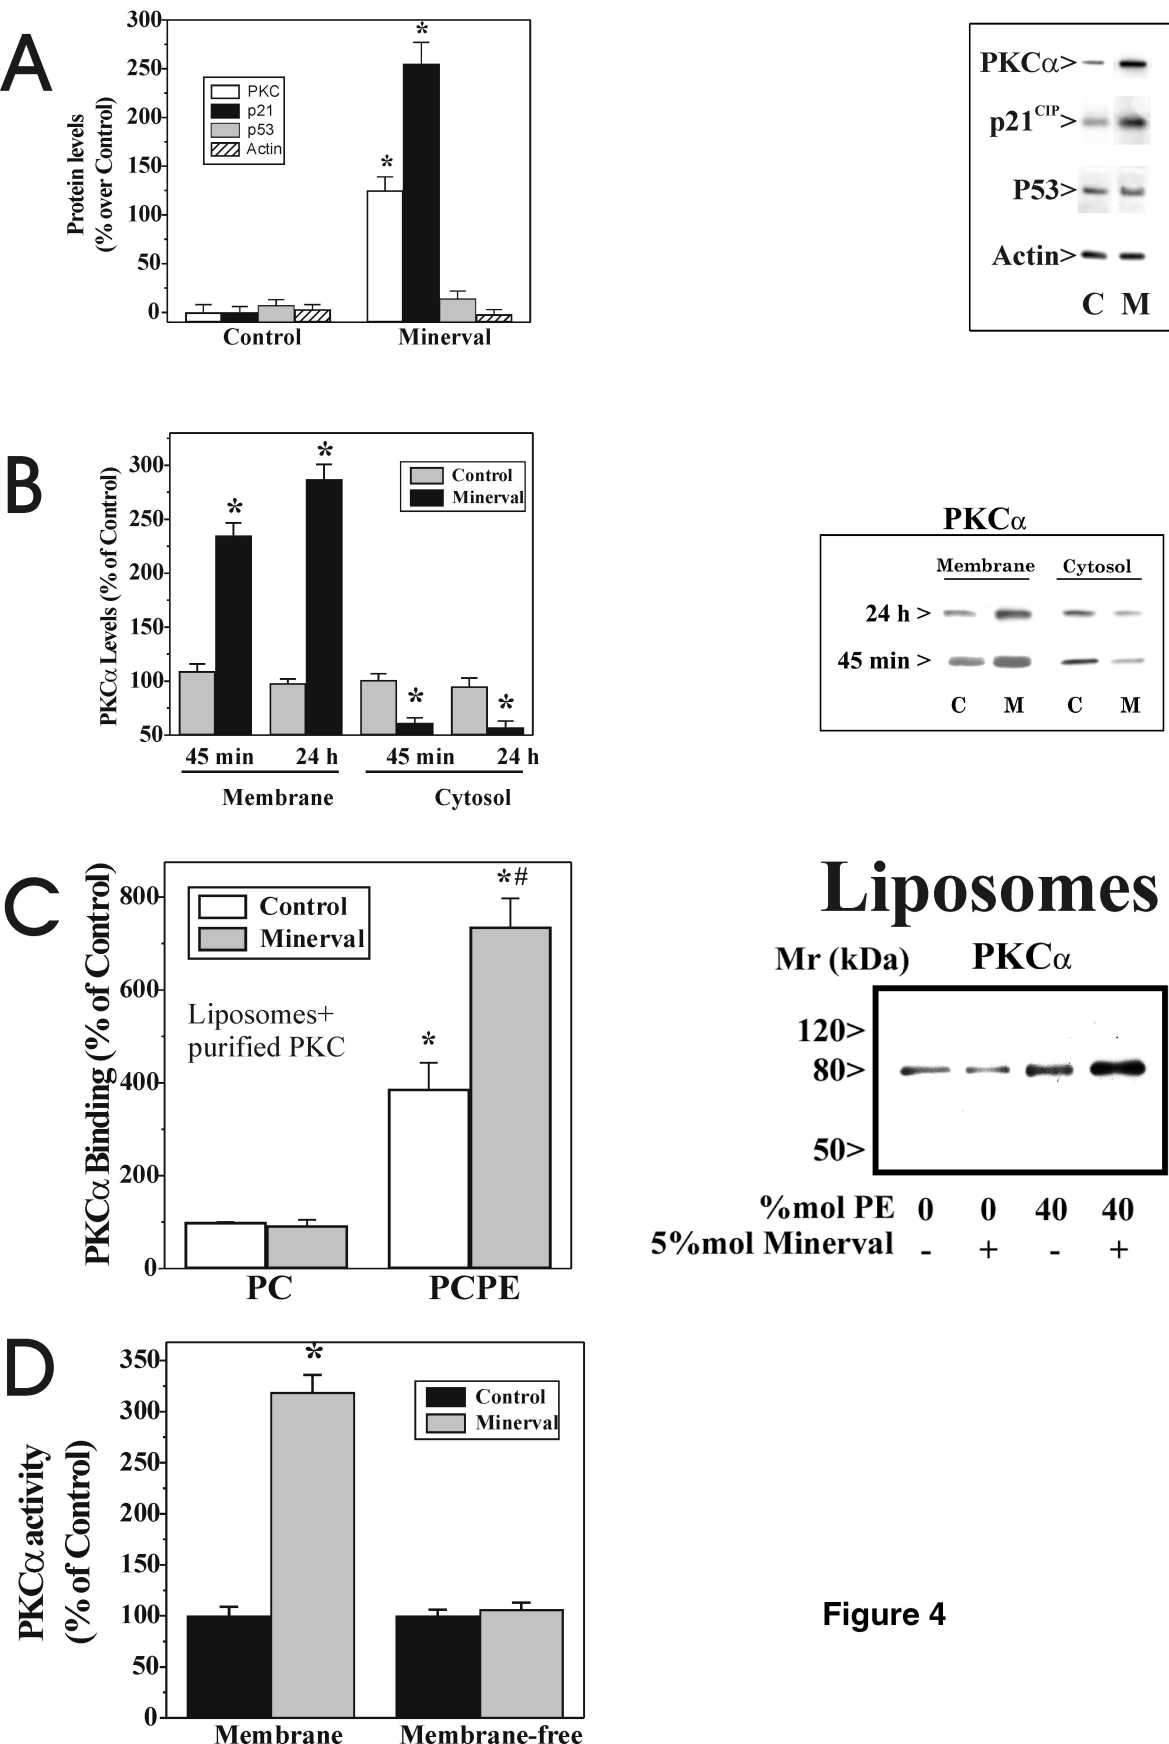 A
Protein levels
(% over Control)
300
250
200
150
100
50
0
PKC
p21
p53
Actin
*
*
Control
Minerval
PKCα>
p21CIP>
P53>
Actin>
C M
B
PKCα Levels (% of Control)
300
250
200
150
100
50
Control
Minerval
*
*
*
*
45 min
24 h
45 min
24 h
Membrane
Cytosol
PKCα
Membrane
Cytosol
24 h >
45 min >
C M C M
C
PKCα Binding (% of Control)
800
600
400
200
0
Control
Minerval
Liposomes+
purified PKC
*
*#
PC
PCPE
Liposomes
Mr (kDa)
PKCα
120>
80>
50>
%mol PE 0 0 40 40
5%mol Minerval - + - +
D
PKCα activity
(% of Control)
350
300
250
200
150
100
50
0
Control
Minerval
*
Membrane
Membrane-free
Figure 4